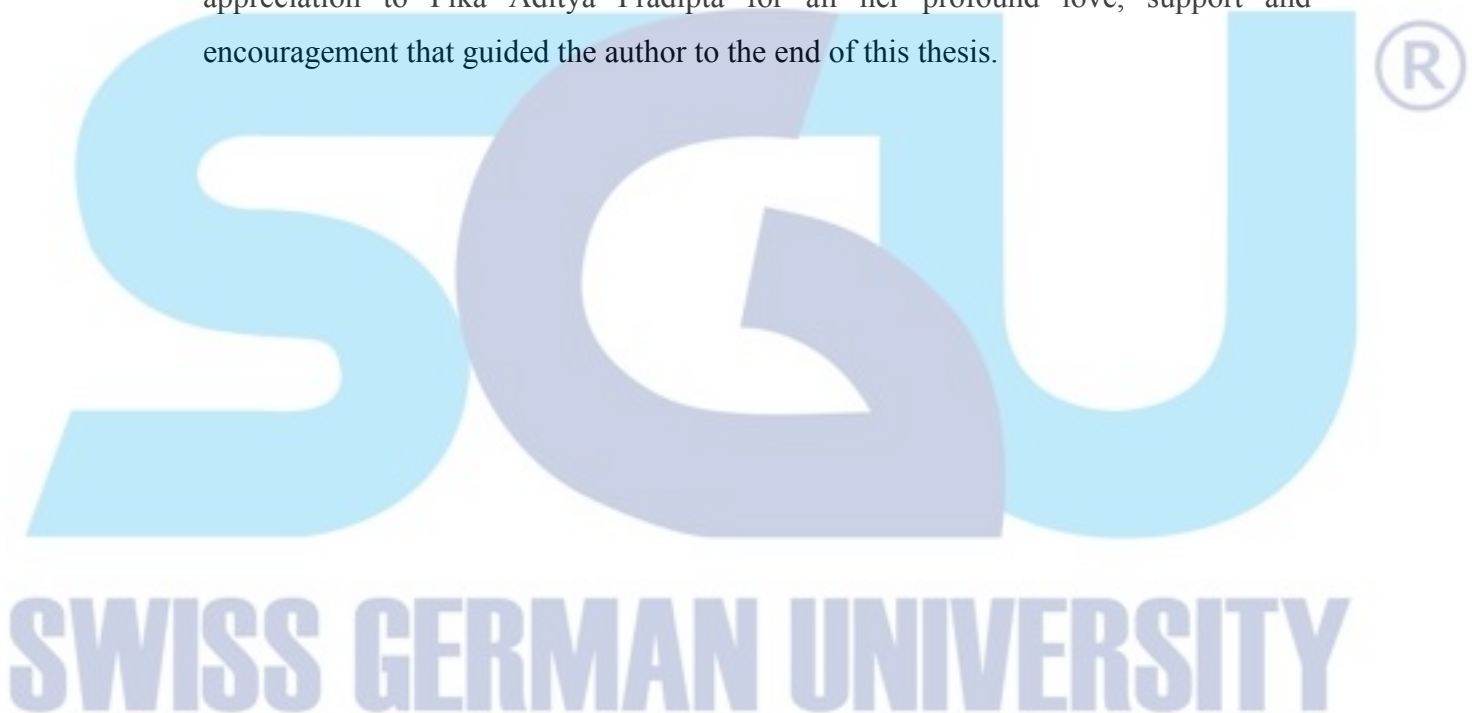 appreciation to Aditya Pradipta for all her profound love, support and
encouragement that guided the author to the end of this thesis.
SGU ®
SWISS GERMAN UNIVERSITY